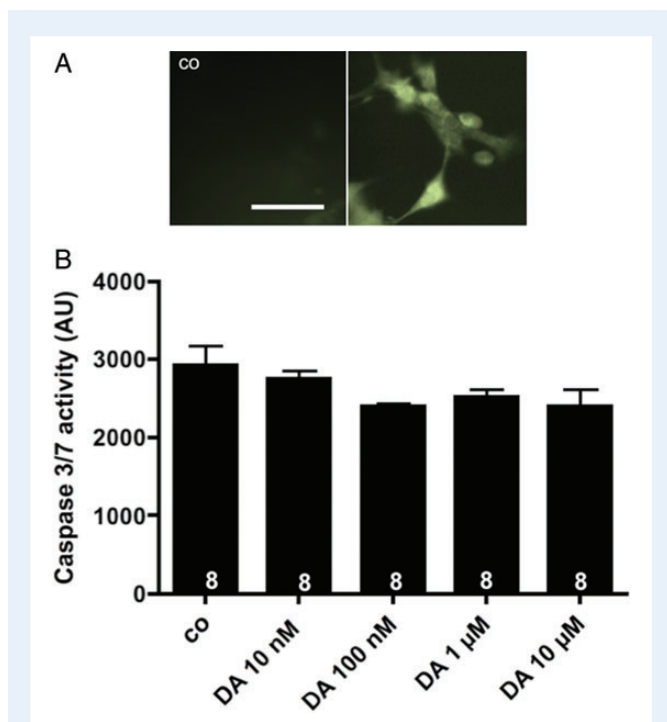 A
co
B
Caspase 3/7 activity (AU)
4000
3000
2000
1000
0
8
8
8
8
8
co
DA 10 nM
DA 100 nM
DA 1 μM
DA 10 μM